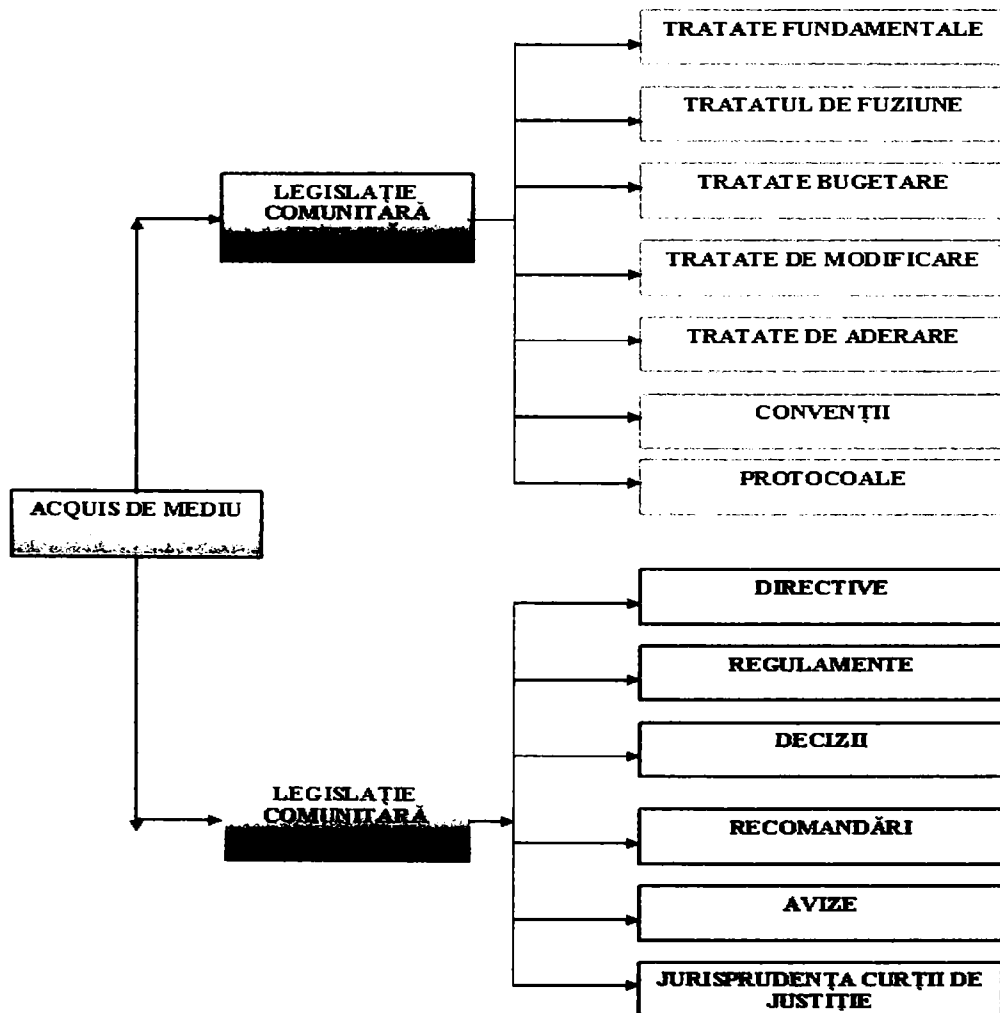 TRATATE FUNDAMENTALE
TRATATUL DE FUZIUNE
TRATATE BUGETARE
LEGISLAȚIE
COMUNITARĂ
TRATATE DE MODIFICARE
TRATATE DE ADERARE
CONVENȚII
PROTOCOALE
ACQUIS DE MEDIU
DIRECTIVE
REGULAMENTE
DECIZII
LEGISLAȚIE
COMUNITARĂ
RECOMANDĂRI
AVIZE
JURISPRUDENȚA CURȚII DE
JUSTIȚIE